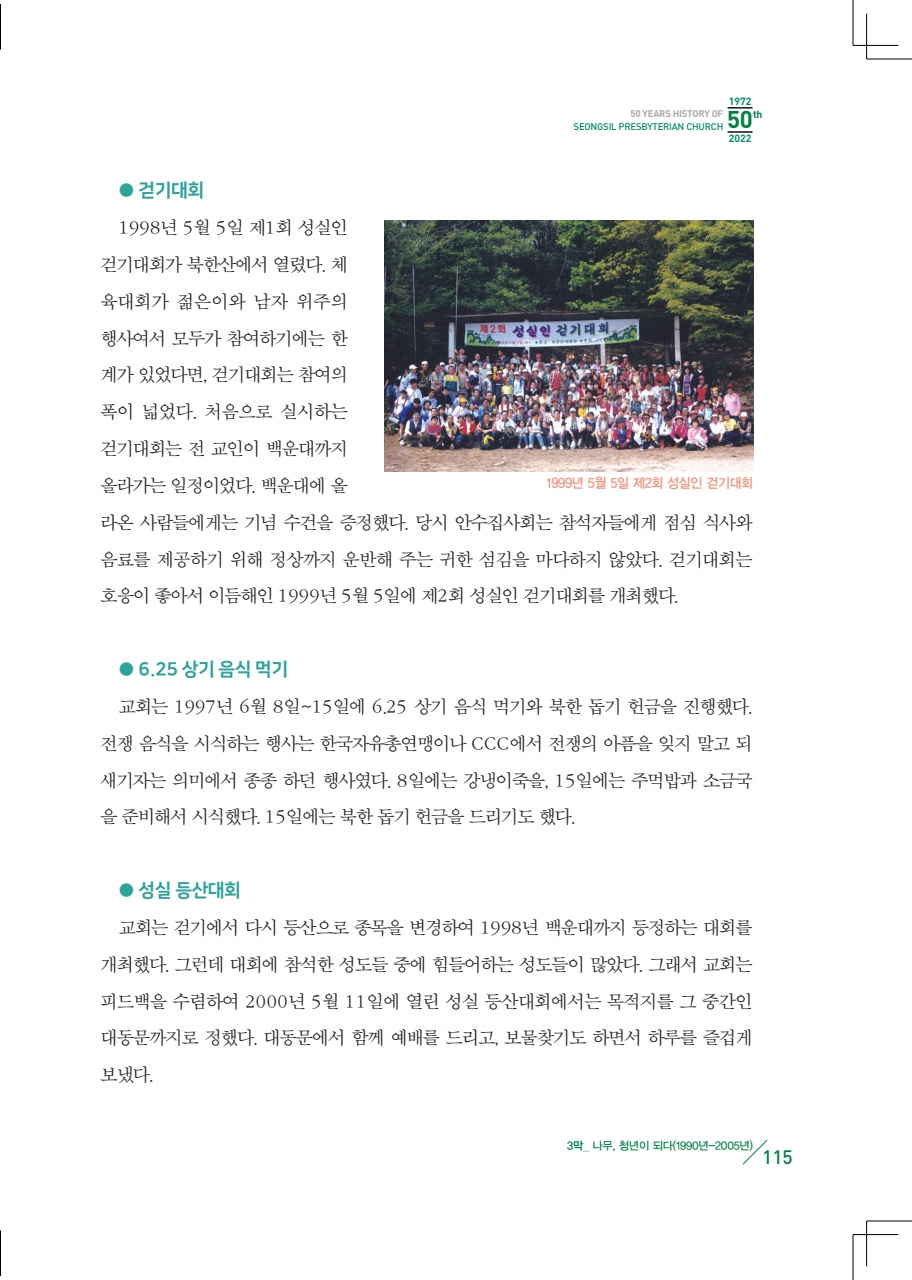 1972
50 YEARS HISTORY OF
SEONGSIL PRESBYTERIAN CHURCH
50th
2022
● 걷기대회
1998년 5월 5일 제1회 성실인
걷기대회가 북한산에서 열렸다. 체
육대회가 젊은이와 남자 위주의
행사여서 모두가 참여하기에는 한
계가 있었다면, 걷기대회는 참여의
폭이 넓었다. 처음으로 실시하는
걷기대회는 전 교인이 백운대까지
올라가는 일정이었다. 백운대에 올
라온 사람들에게는 기념 수건을 증정했다. 당시 안수집사회는 참석자들에게 점심 식사와
음료를 제공하기 위해 정상까지 운반해 주는 귀한 섬김을 마다하지 않았다. 걷기대회는
호응이 좋아서 이듬해인 1999년 5월 5일에 제2회 성실인 걷기대회를 개최했다.
제2회 성실인 걷기대회
1999년 5월 5일 제2회 성실인 걷기대회
● 6.25 상기 음식 먹기
교회는 1997년 6월 8일~15일에 6.25 상기 음식 먹기와 북한 돕기 헌금을 진행했다.
전쟁 음식을 시식하는 행사는 한국자유총연맹이나 CCC에서 전쟁의 아픔을 잊지 말고 되
새기자는 의미에서 종종 하던 행사였다. 8일에는 강냉이죽을, 15일에는 주먹밥과 소금국
을 준비해서 시식했다. 15일에는 북한 돕기 헌금을 드리기도 했다.
● 성실 등산대회
교회는 걷기에서 다시 등산으로 종목을 변경하여 1998년 백운대까지 등정하는 대회를
개최했다. 그런데 대회에 참석한 성도들 중에 힘들어하는 성도들이 많았다. 그래서 교회는
피드백을 수렴하여 2000년 5월 11일에 열린 성실 등산대회에서는 목적지를 그 중간인
대동문까지로 정했다. 대동문에서 함께 예배를 드리고, 보물찾기도 하면서 하루를 즐겁게
보냈다.
3막_ 나무, 청년이 되다(1990년-2005년)
115